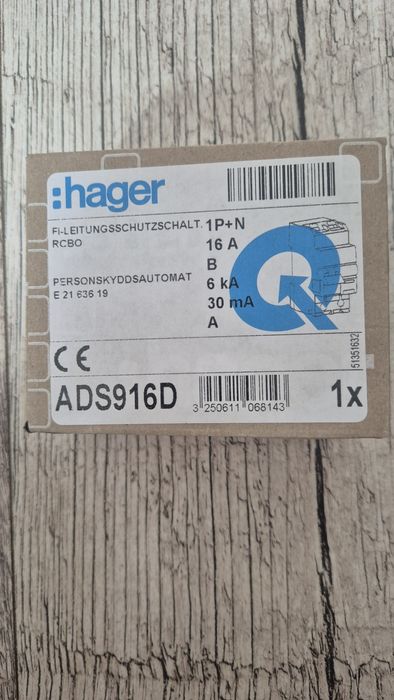 :hager
FI-LEITUNGSSCHUTZSCHALT. 1P+N
RCBO 16 A
B
PERSONSKYDDSAUTOMAT 6 kA
E 21 636 19 30 mA
A
51351632
CE
ADS916D 3 250611 068143 1x